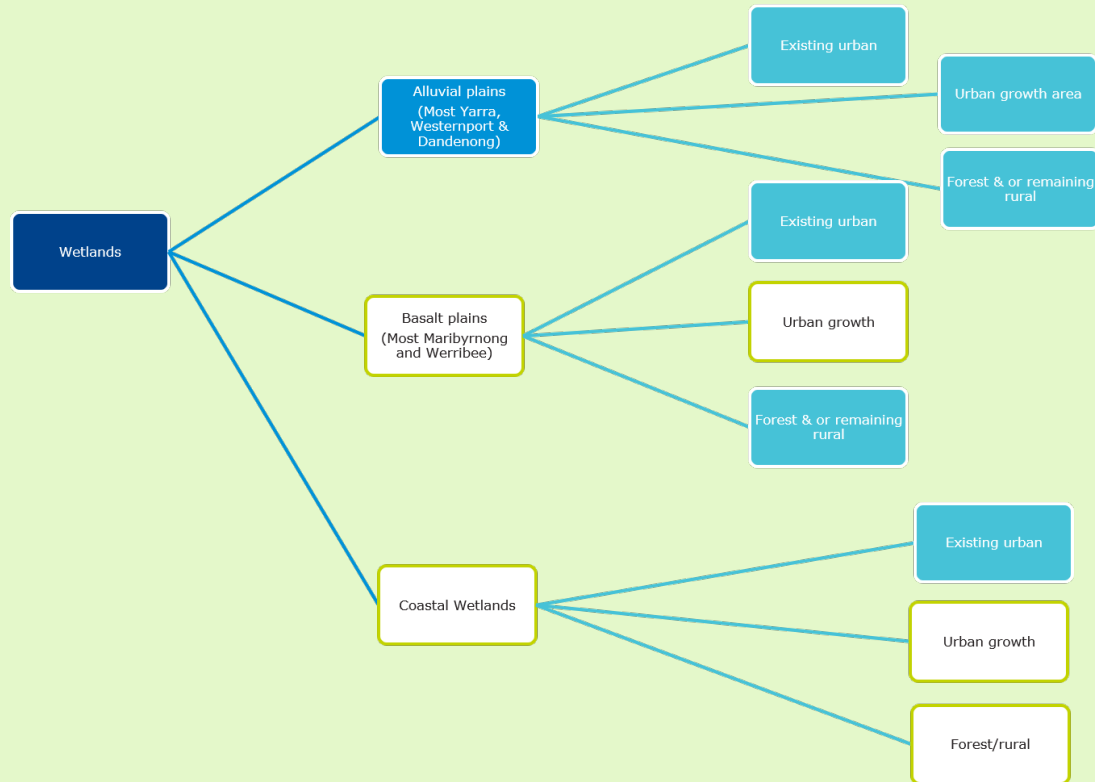 Existing urban
Alluvial plains
(Most Yarra,
Westernport &
Dandenong)
Urban growth area
Forest & or remaining
rural
Existing urban
Wetlands
Basalt plains
(Most Maribyrnong
and Werribee)
Urban growth
Forest & or remaining
rural
Existing urban
Coastal Wetlands
Urban growth
Forest/rural